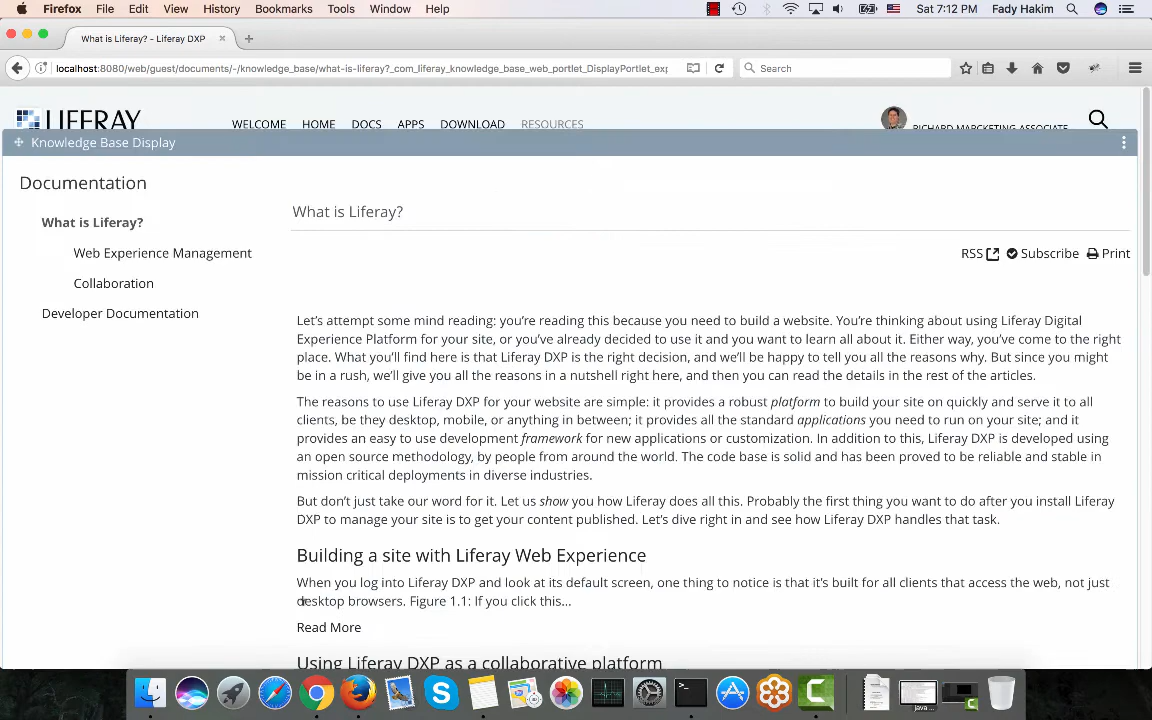 Firefox File Edit View History Bookmarks Tools Window Help Sat 7:12 PM Fady Hakim
What is Liferay? - Liferay DXP
localhost:8080/web/guest/documents/-/knowledge_base/what-is-liferay?_com_liferay_knowledge_base_web_portlet_DisplayPortlet_exp
Search
LIFERAY WELCOME HOME DOCS APPS DOWNLOAD RESOURCES RICHARD MARCKETING ASSOCIATE
Knowledge Base Display
Documentation
What is Liferay?
Web Experience Management
Collaboration
Developer Documentation
What is Liferay?
RSS Subscribe Print
Let's attempt some mind reading: you're reading this because you need to build a website. You're thinking about using Liferay Digital
Experience Platform for your site, or you've already decided to use it and you want to learn all about it. Either way, you've come to the right
place. What you'll find here is that Liferay DXP is the right decision, and we'll be happy to tell you all the reasons why. But since you might
be in a rush, we'll give you all the reasons in a nutshell right here, and then you can read the details in the rest of the articles.
The reasons to use Liferay DXP for your website are simple: it provides a robust platform to build your site on quickly and serve it to all
clients, be they desktop, mobile, or anything in between; it provides all the standard applications you need to run on your site; and it
provides an easy to use development framework for new applications or customization. In addition to this, Liferay DXP is developed using
an open source methodology, by people from around the world. The code base is solid and has been proved to be reliable and stable in
mission critical deployments in diverse industries.
But don't just take our word for it. Let us show you how Liferay does all this. Probably the first thing you want to do after you install Liferay
DXP to manage your site is to get your content published. Let's dive right in and see how Liferay DXP handles that task.
Building a site with Liferay Web Experience
When you log into Liferay DXP and look at its default screen, one thing to notice is that it's built for all clients that access the web, not just
desktop browsers. Figure 1.1: If you click this...
Read More
Using Liferay DXP as a collaborative platform